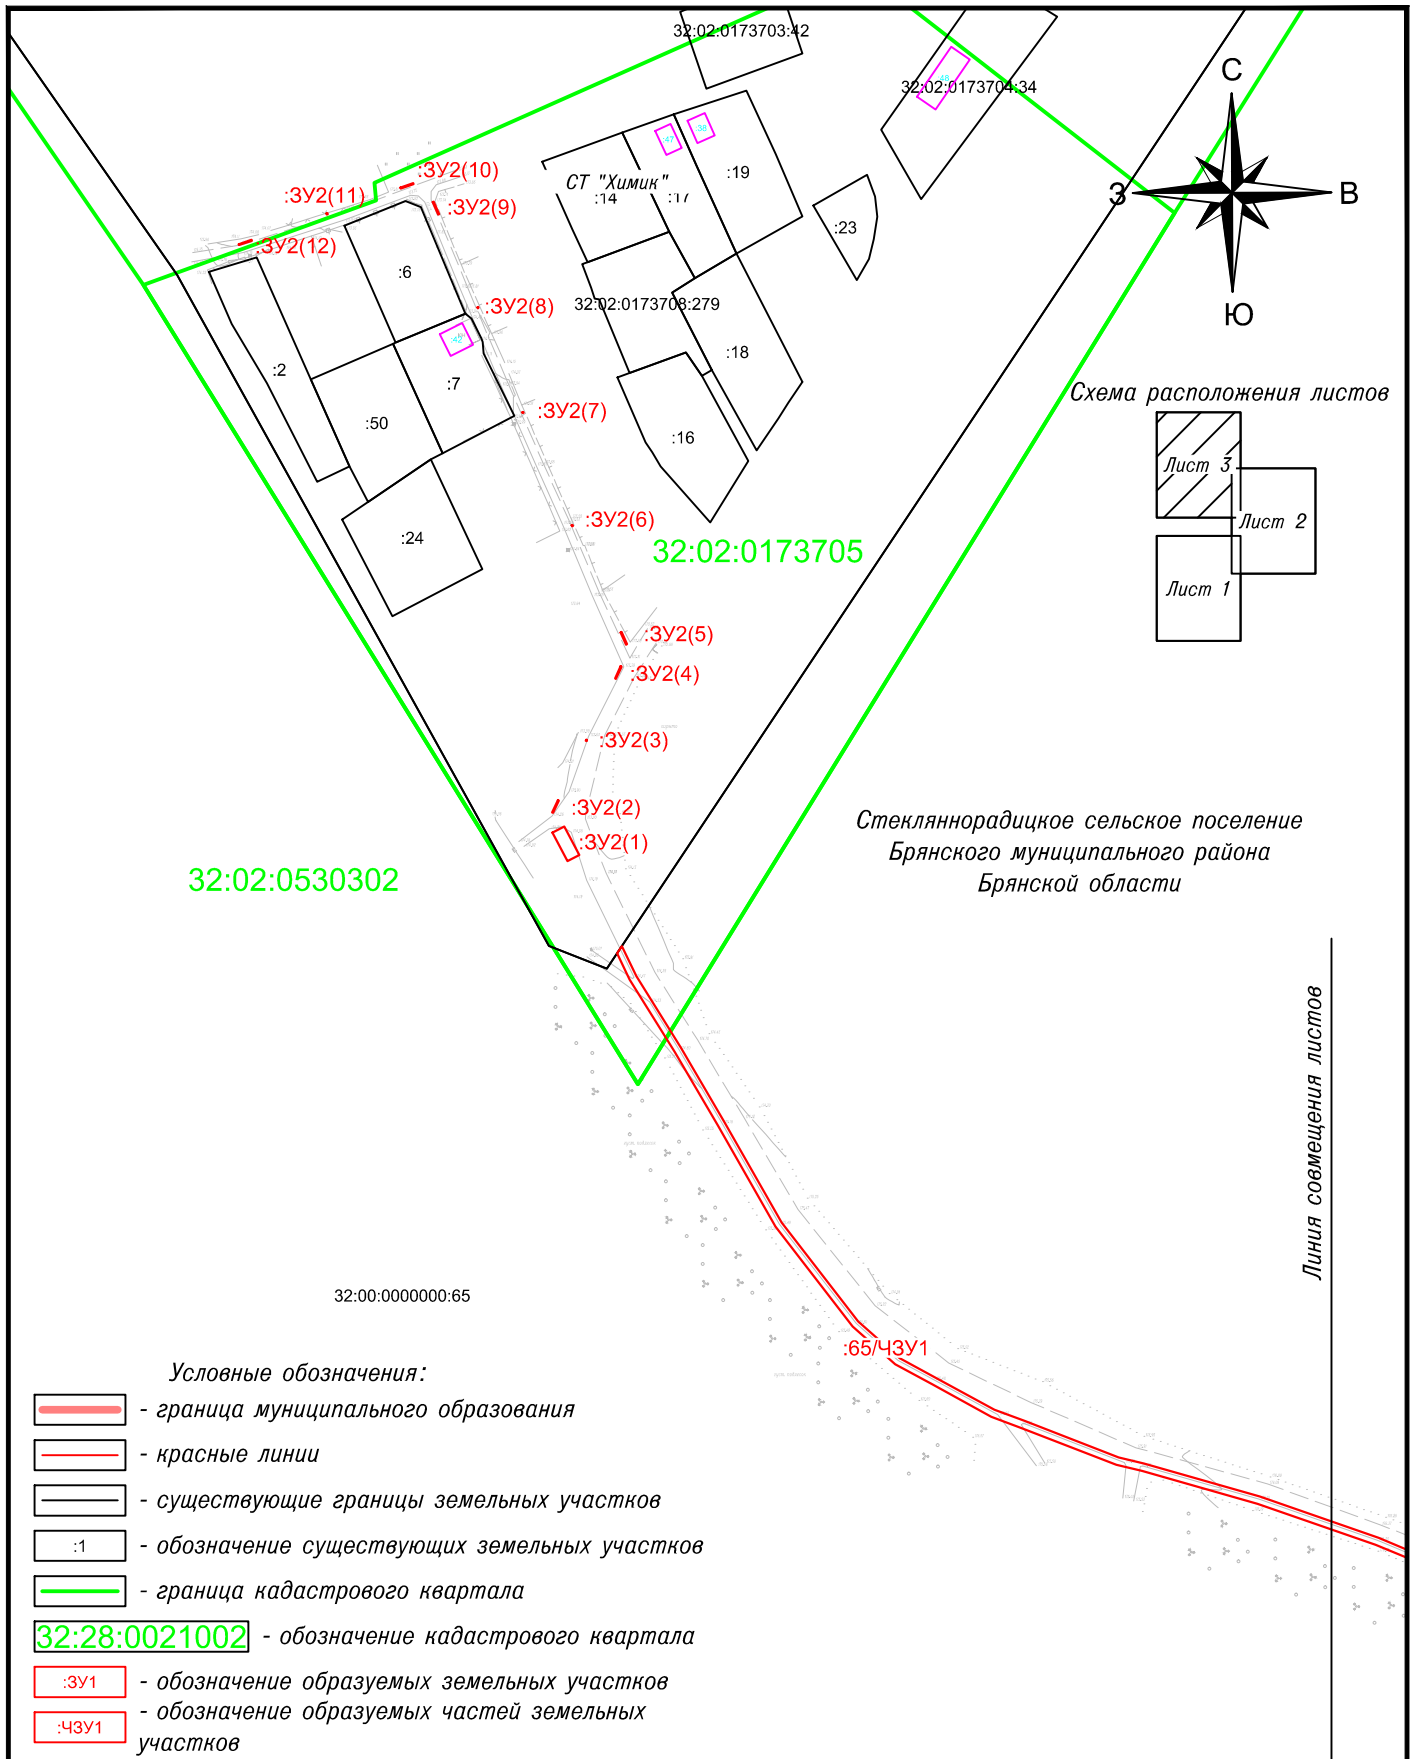 32:02:0173703:42
С
:48
32:02:0173704:34
:47
:38
:ЗУ2(10)
:19
СТ "Химик"
:14
:17
:ЗУ2(11)
:ЗУ2(9)
З
В
:23
:ЗУ2(12)
:6
32:02:0173708:279
:ЗУ2(8)
Ю
:42
:18
:2
:7
Схема расположения листов
:ЗУ2(7)
:50
:16
Лист 3
:ЗУ2(6)
Лист 2
:24
32:02:0173705
Лист 1
:ЗУ2(5)
:ЗУ2(4)
:ЗУ2(3)
:ЗУ2(2)
:ЗУ2(1)
Стекляннорадицкое сельское поселение
Брянского муниципального района
Брянской области
32:02:0530302
Линия совмещения листов
32:00:0000000:65
:65/ЧЗУ1
Условные обозначения:
- граница муниципального образования
- красные линии
- существующие границы земельных участков
:1 - обозначение существующих земельных участков
- граница кадастрового квартала
32:28:0021002 - обозначение кадастрового квартала
:ЗУ1 - обозначение образуемых земельных участков
:ЧЗУ1 - обозначение образуемых частей земельных
участков